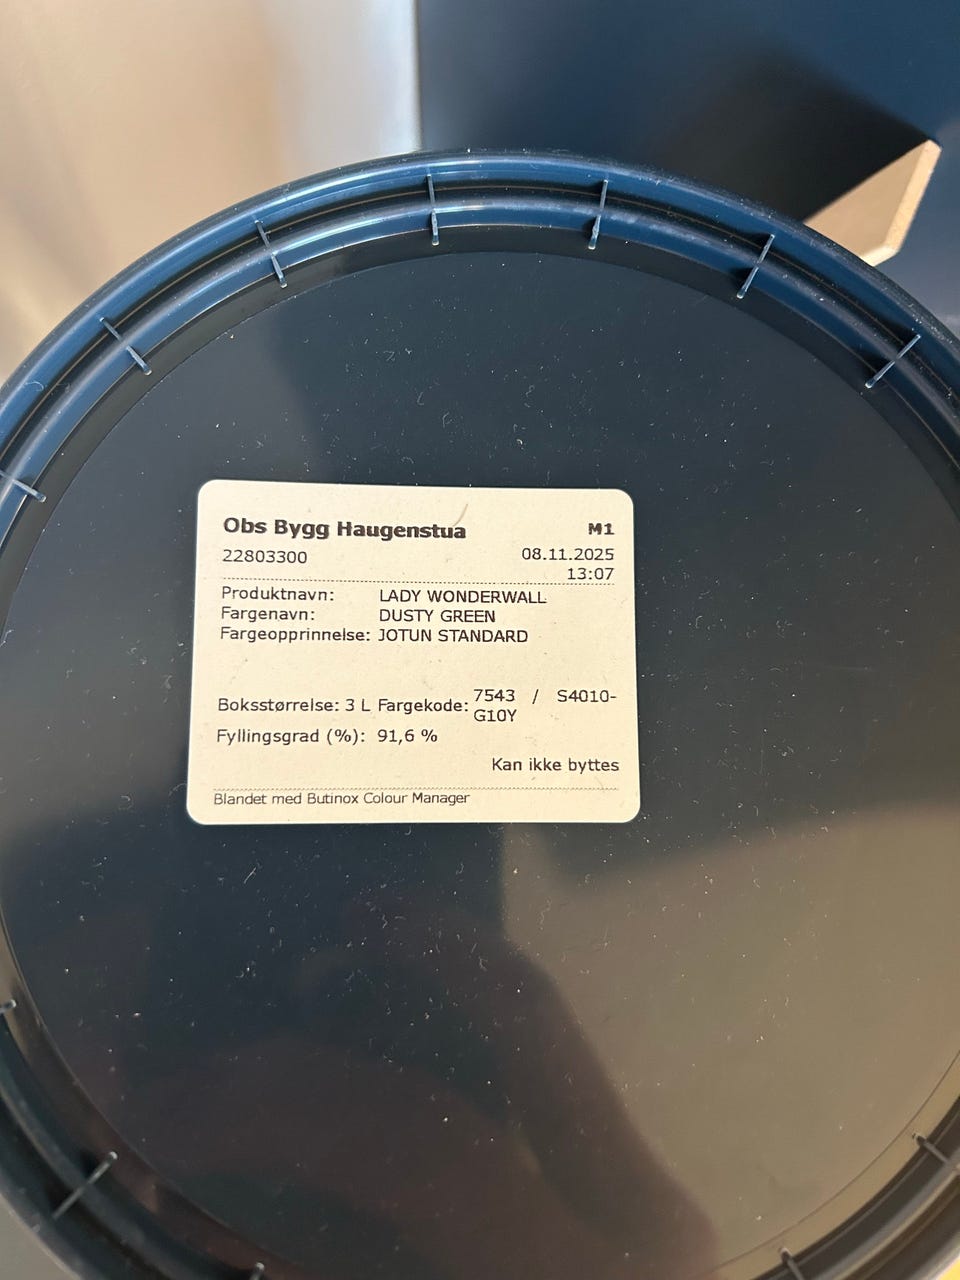 Obs Bygg Haugenstua M1
22803300 08.11.2025
13:07
Produktnavn: LADY WONDERWALL
Fargenavn: DUSTY GREEN
Fargeopprinnelse: JOTUN STANDARD
Boksstørrelse: 3 L Fargekode: 7543 / S4010-
G10Y
Fyllingsgrad (%): 91,6 %
Kan ikke byttes
Blandet med Butinox Colour Manager